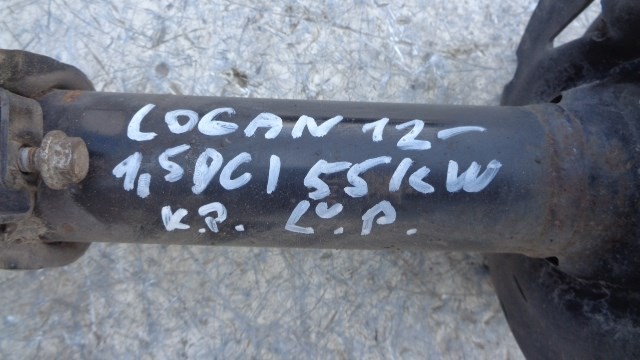 LOGAN 12-
1,5DCI 55KW
K.P. Ľ.P.